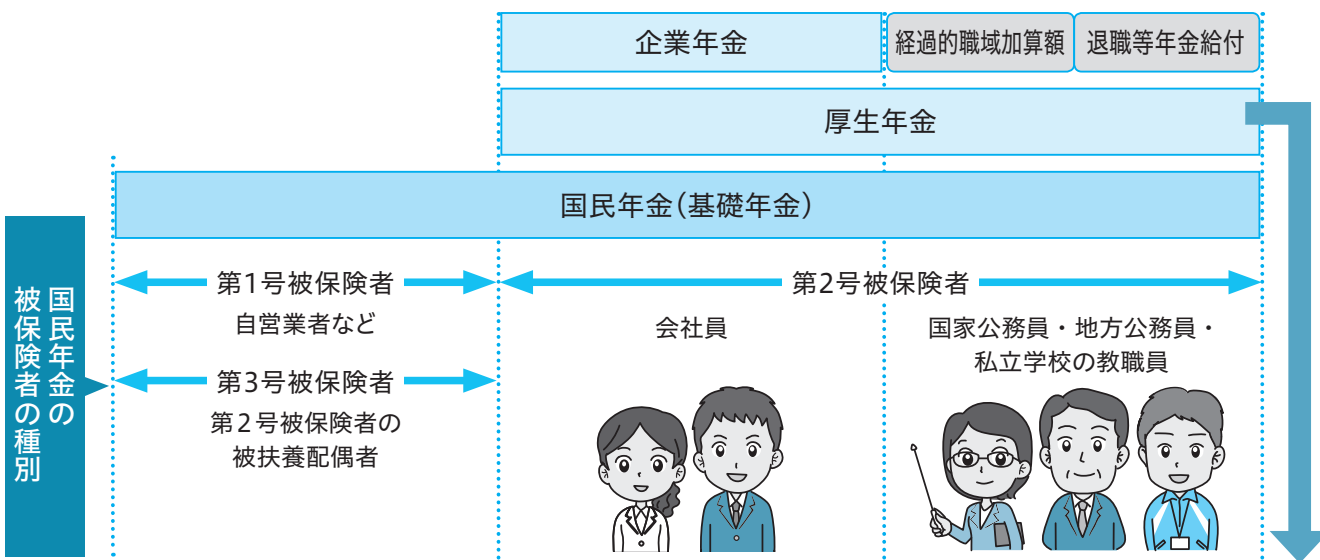 企業年金
経過的職域加算額
退職等年金給付
厚生年金
国民年金(基礎年金)
国民年金の
被保険者の種別
第1号被保険者
自営業者など
第3号被保険者
第2号被保険者の
被扶養配偶者
第2号被保険者
会社員
国家公務員・地方公務員・
私立学校の教職員